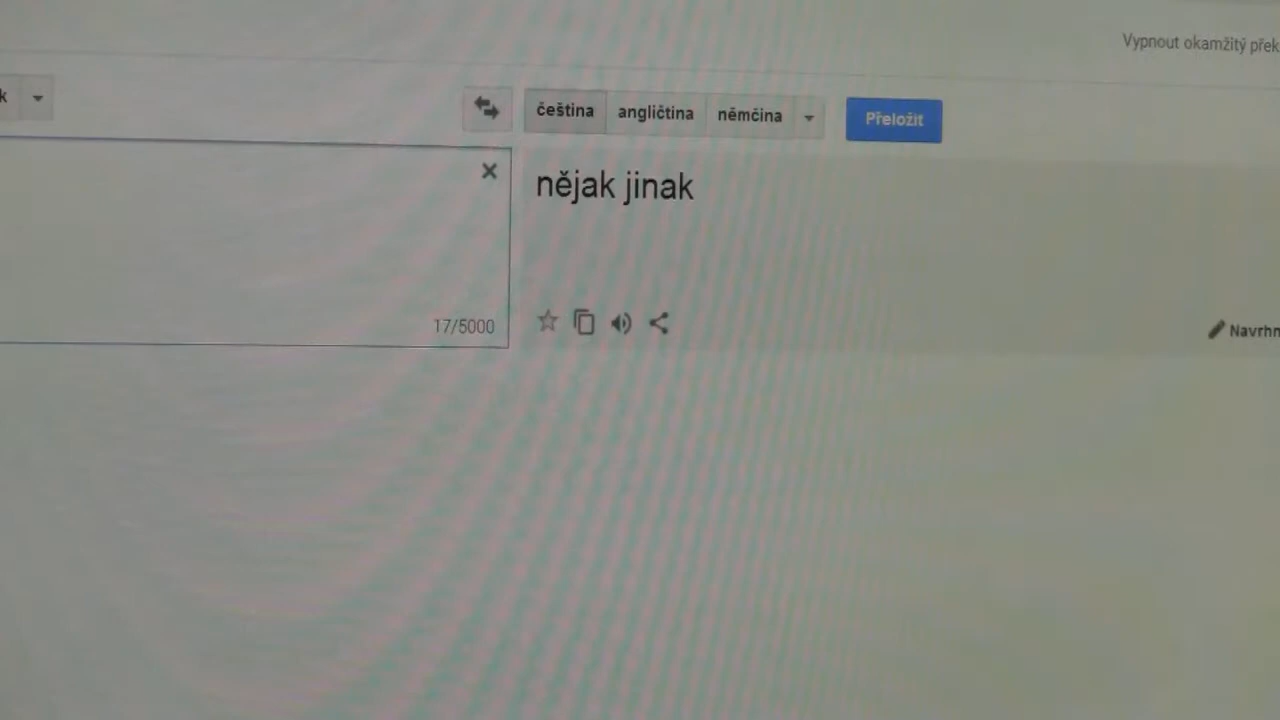 Vypnout okamžitý přek
k
čeština angličtina němčina Přeložit
nějak jinak
17/5000
Navrhn